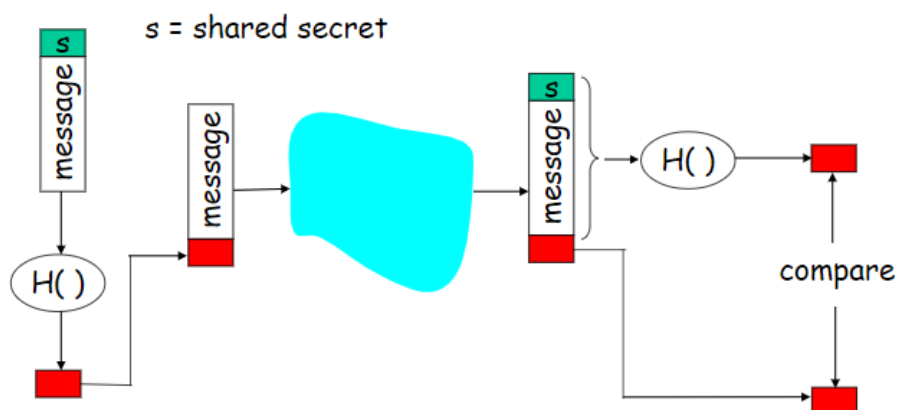 s = shared secret
s
message
H( )
message
s
message
H( )
compare